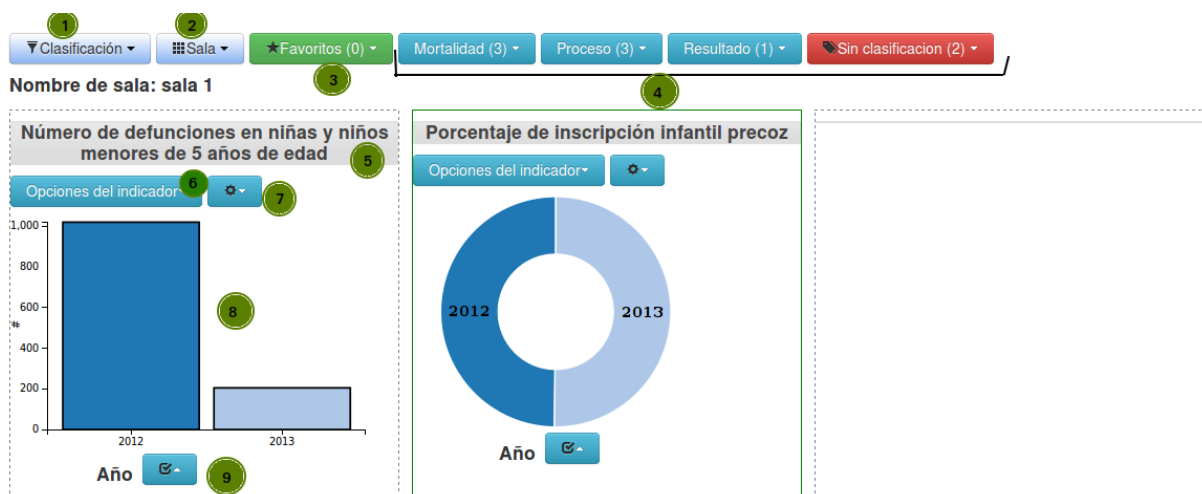 1
2
Clasificación
Sala
Favoritos (0)
Mortalidad (3)
Proceso (3)
Resultado (1)
Sin clasificacion (2)
3
4
Nombre de sala: sala 1
Número de defunciones en niñas y niños
menores de 5 años de edad
5
Opciones del indicador
6
7
1,000
800
600
400
200
0
#
8
2012
2013
Año
9
Porcentaje de inscripción infantil precoz
Opciones del indicador
2012
2013
Año